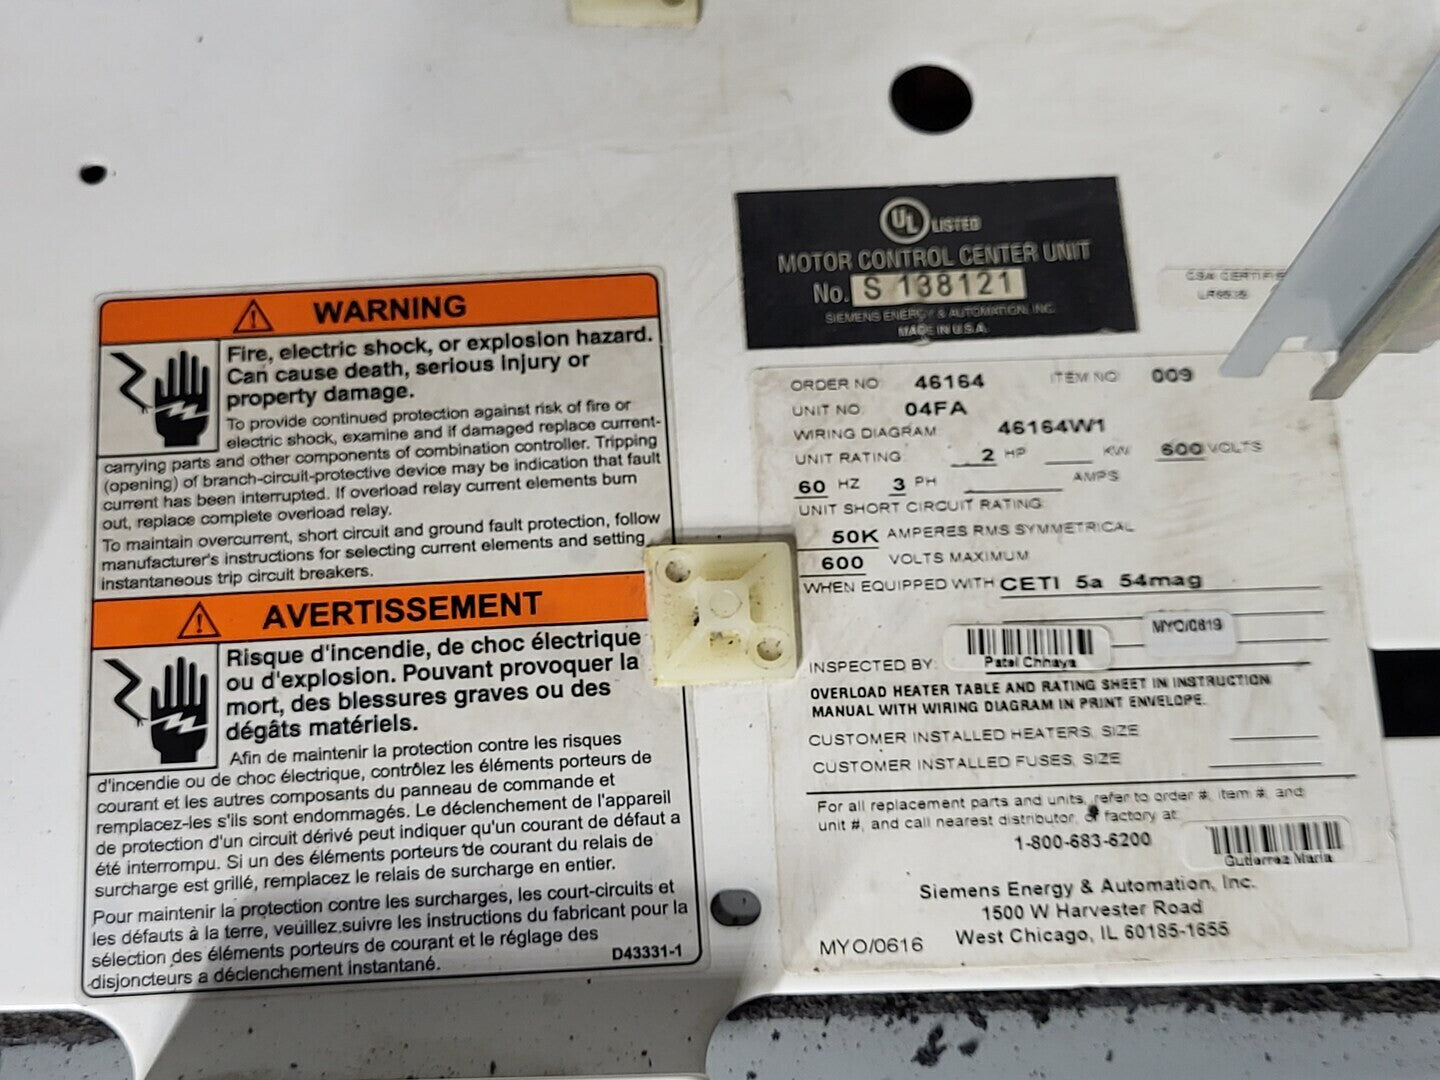 WARNING
Fire, electric shock, or explosion hazard.
Can cause death, serious injury or
property damage.
To provide continued protection against risk of fire or
electric shock, examine and if damaged replace current-
carrying parts and other components of combination controller. Tripping
(opening) of branch-circuit-protective device may be indication that fault
current has been interrupted. If overload relay current elements burn
out, replace complete overload relay.
To maintain overcurrent, short circuit and ground fault protection, follow
manufacturer's instructions for selecting current elements and setting
instantaneous trip circuit breakers.
AVERTISSEMENT
Risque d'incendie, de choc électrique
ou d'explosion. Pouvant provoquer la
mort, des blessures graves ou des
dégâts matériels.
Afin de maintenir la protection contre les risques
d'incendie ou de choc électrique, contrôlez les éléments porteurs de
courant et les autres composants du panneau de commande et
remplacez-les s'ils sont endommagés. Le déclenchement de l'appareil
de protection d'un circuit dérivé peut indiquer qu'un courant de défaut a
été interrompu. Si un des éléments porteurs de courant du relais de
surcharge est grillé, remplacez le relais de surcharge en entier.
Pour maintenir la protection contre les surcharges, les court-circuits et
les défauts à la terre, veuillez suivre les instructions du fabricant pour la
sélection des éléments porteurs de courant et le réglage des
disjoncteurs a déclenchement instantané.
D43331-1
UL LISTED
MOTOR CONTROL CENTER UNIT
No. S 138121
SIEMENS ENERGY & AUTOMATION, INC.
MADE IN U.S.A.
CSA CERTIFIE
ORDER NO 46164 ITEM NO 009
UNIT NO. 04FA
WIRING DIAGRAM 46164W1
UNIT RATING 2 HP KW 600 VOLTS
60 HZ 3 PH AMPS
UNIT SHORT CIRCUIT RATING
50K AMPERES RMS SYMMETRICAL
600 VOLTS MAXIMUM
WHEN EQUIPPED WITH CETI 5a 54mag
MYO/0819
INSPECTED BY: Patel Chhaya
OVERLOAD HEATER TABLE AND RATING SHEET IN INSTRUCTION
MANUAL WITH WIRING DIAGRAM IN PRINT ENVELOPE.
CUSTOMER INSTALLED HEATERS, SIZE
CUSTOMER INSTALLED FUSES, SIZE
For all replacement parts and units, refer to order #, item #, and
unit #, and call nearest distributor, or factory at:
1-800-683-6200
Gutierrez Maria
Siemens Energy & Automation, Inc.
1500 W Harvester Road
West Chicago, IL 60185-1655
MYO/0616